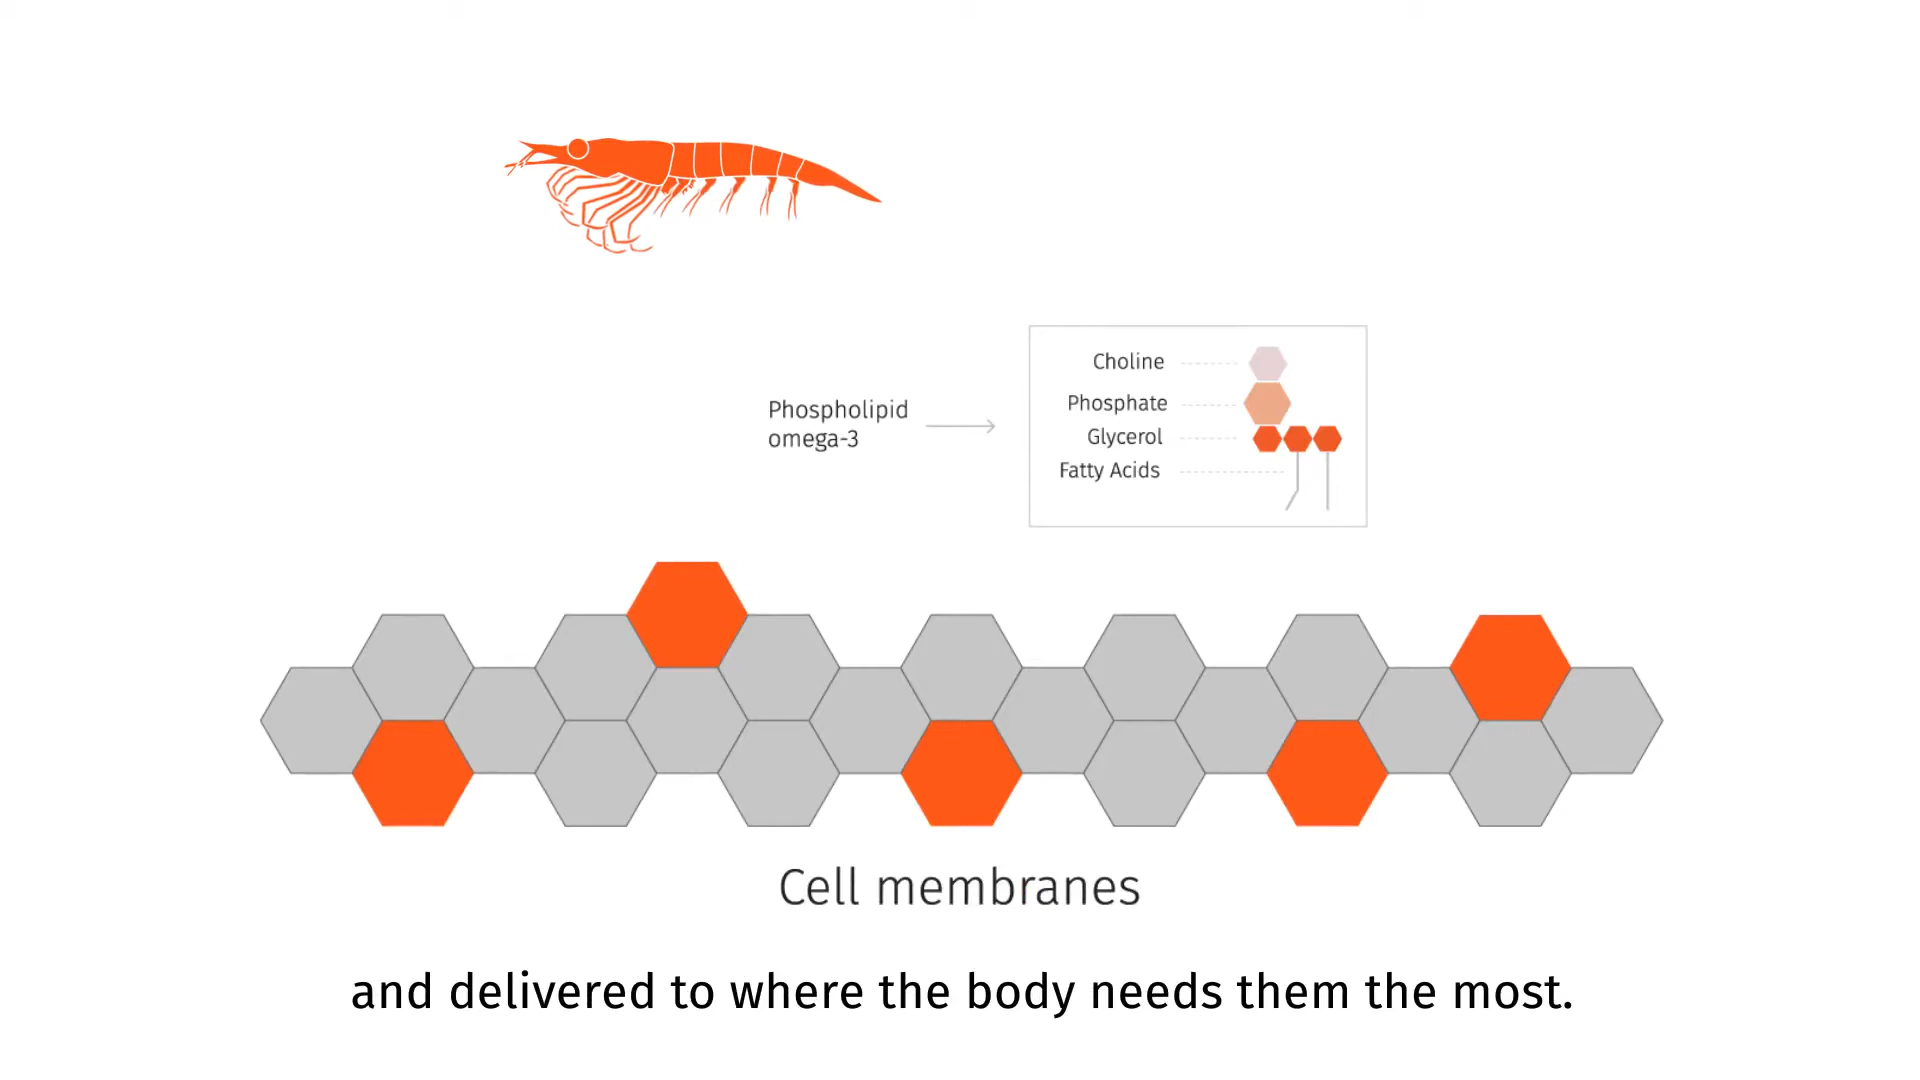 Choline
Phosphate
Phospholipid
omega-3
Glycerol
Fatty Acids
Cell membranes
and delivered to where the body needs them the most.